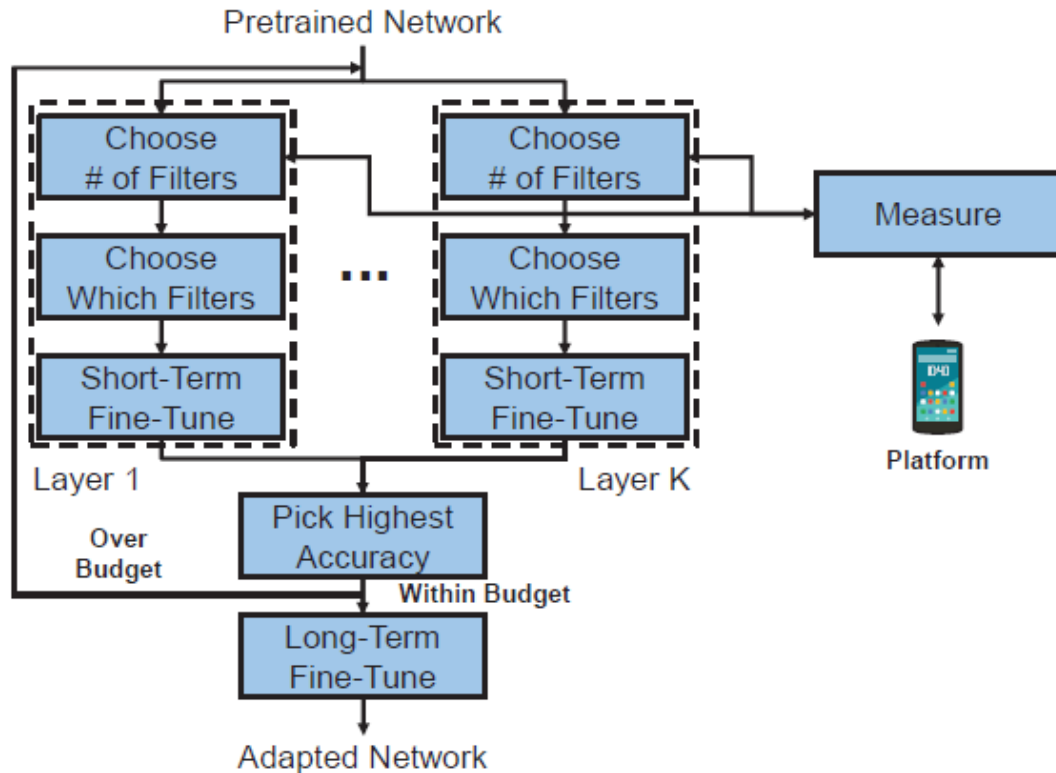 Pretrained Network
Choose
# of Filters
Choose
Which Filters
Short-Term
Fine-Tune
Layer 1
...
Choose
# of Filters
Choose
Which Filters
Short-Term
Fine-Tune
Layer K
Measure
10:40
Platform
Pick Highest
Accuracy
Over
Budget
Within Budget
Long-Term
Fine-Tune
Adapted Network